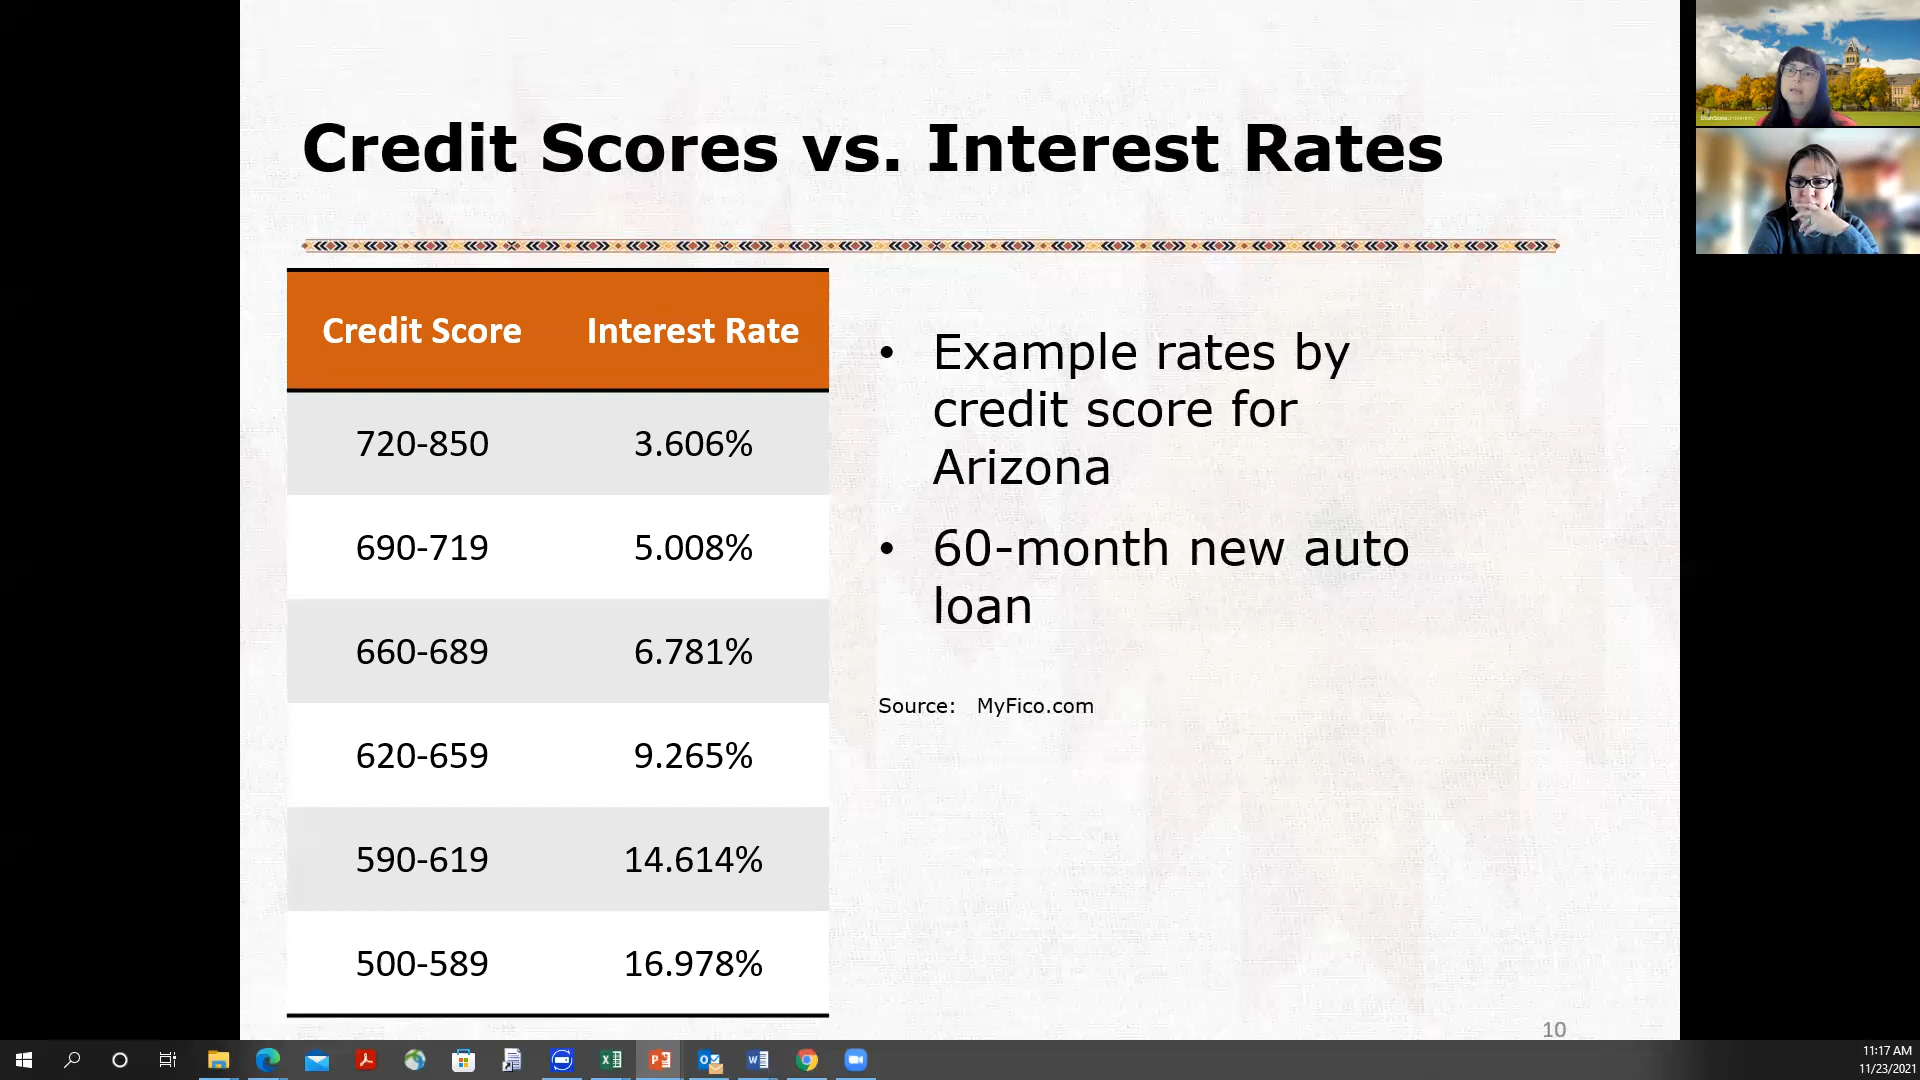 Credit Scores vs. Interest Rates
Credit Score Interest Rate
720-850 3.606%
690-719 5.008%
660-689 6.781%
620-659 9.265%
590-619 14.614%
500-589 16.978%
• Example rates by
credit score for
Arizona
• 60-month new auto
loan
Source: MyFico.com
10
UtahStateUniversity
11:17 AM
11/23/2021